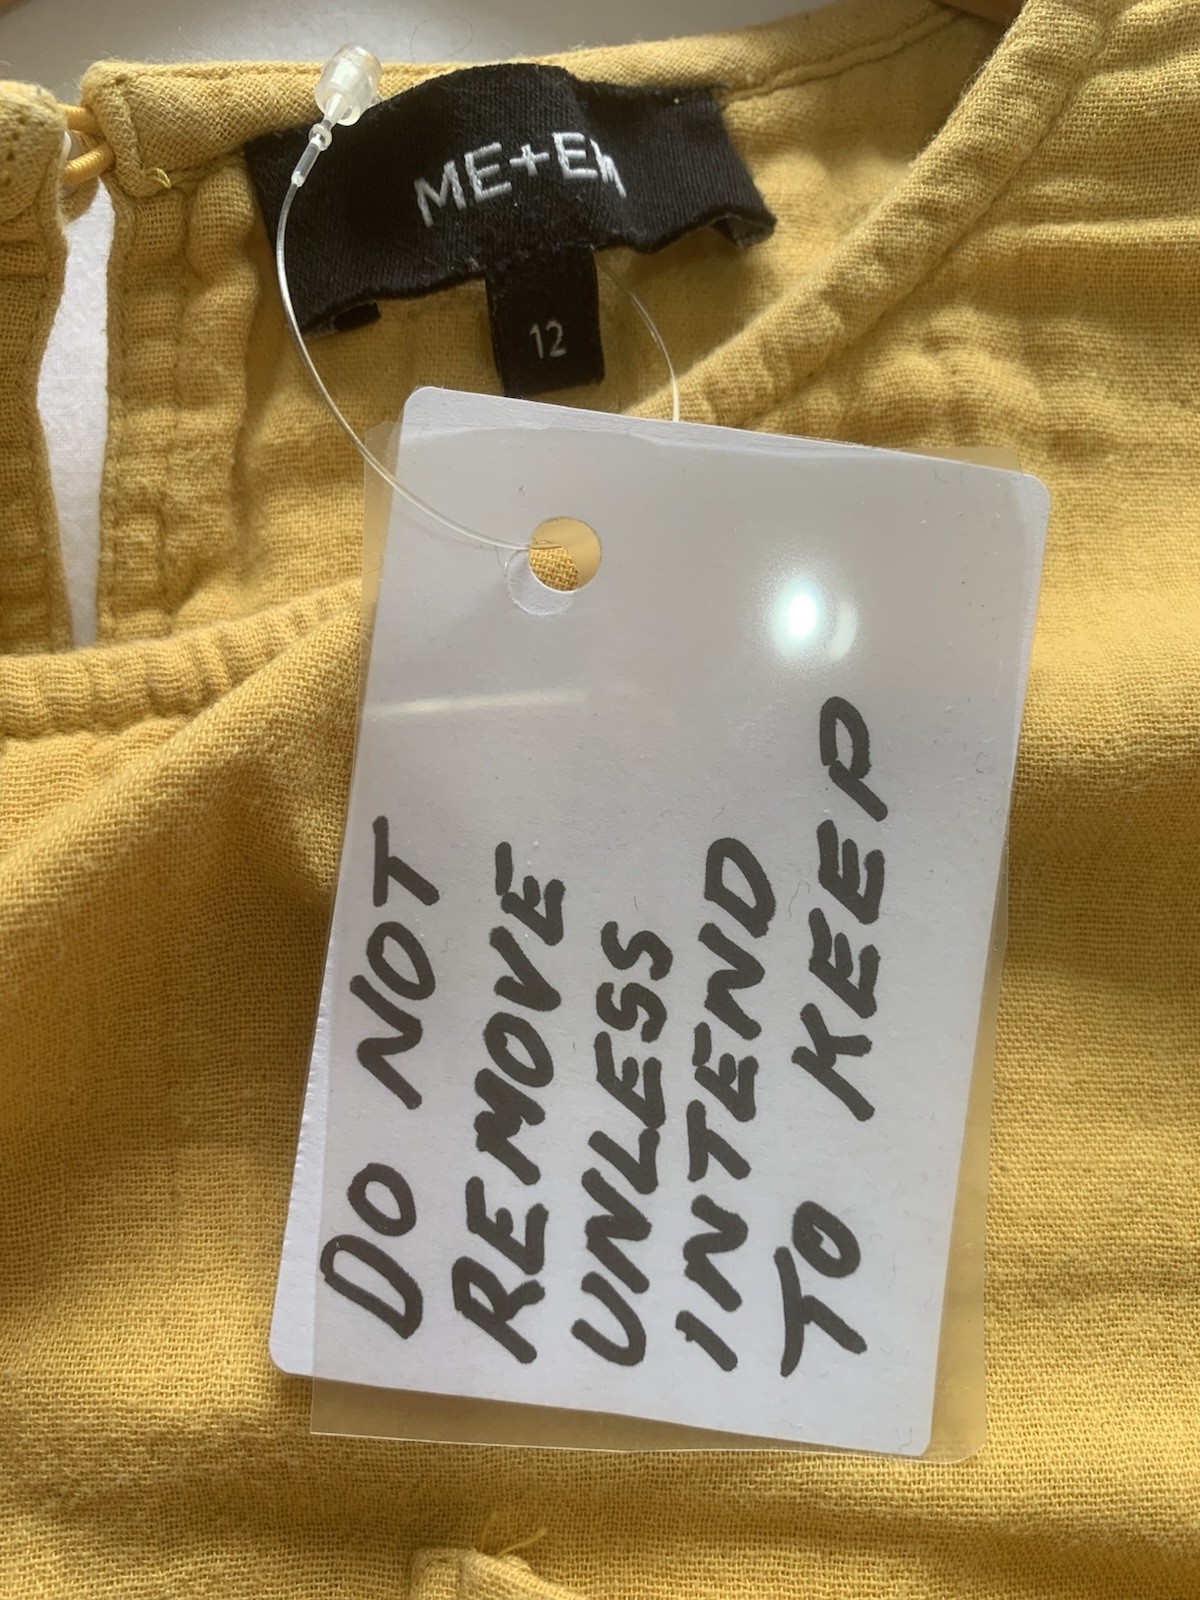 ME+EM
12
DO NOT
REMOVE
UNLESS
INTEND
TO KEEP